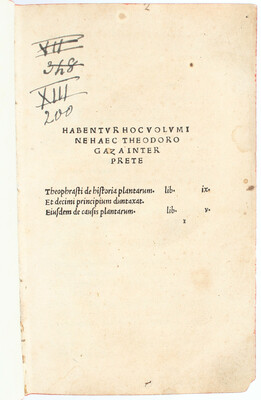 XII
348
XIII
200
HABENTVR HOC VOLVMI
NE HAEC THEODORO
GAZA INTER
PRETE
Theophrasti de historia plantarum. lib. ix.
Et decimi principium duntaxat.
Eiusdem de causis plantarum. lib. v.